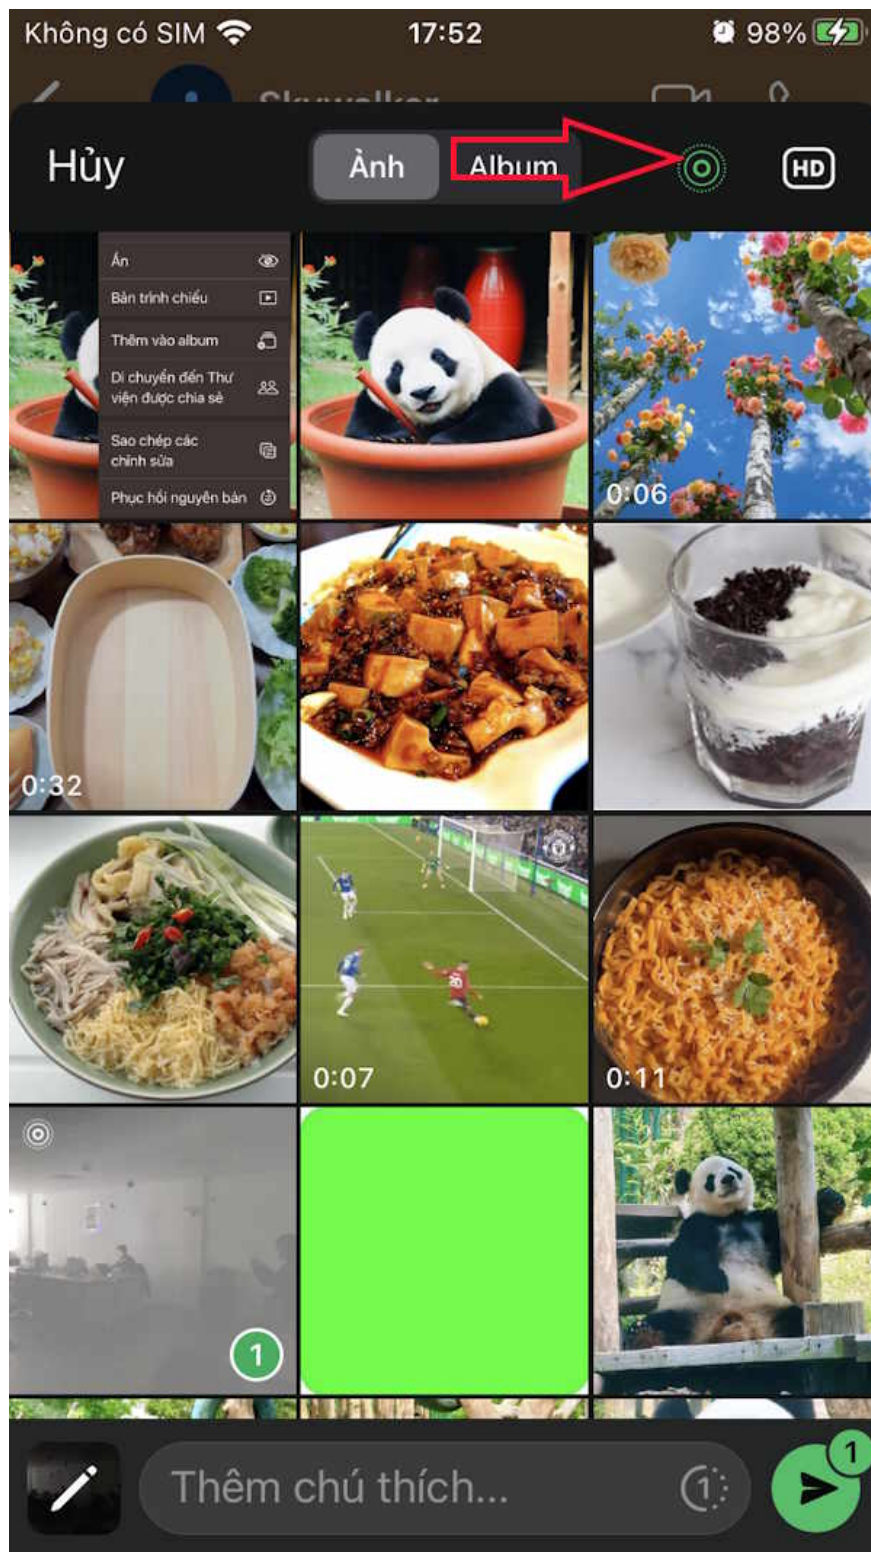 Không có SIM 17:52 98%
Skywalker
Hủy Ảnh Album HD
Ẩn
Bản trình chiếu
Thêm vào album
Di chuyển đến Thư
viện được chia sẻ
Sao chép các
chỉnh sửa
Phục hồi nguyên bản
0:06
0:32
0:07
0:11
1
Thêm chú thích... 1
1